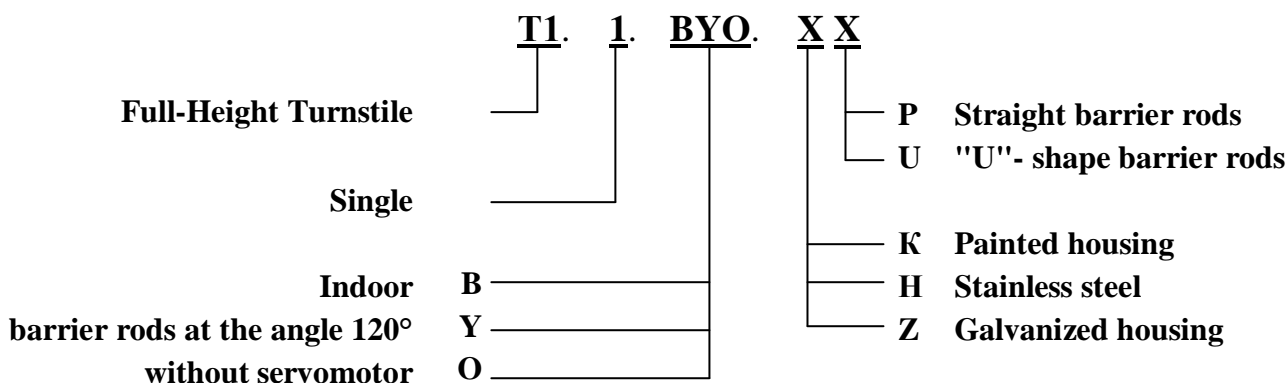 T1. 1. BYO. X X
Full-Height Turnstile
P Straight barrier rods
U "U"- shape barrier rods
Single
К Painted housing
Indoor B
H Stainless steel
barrier rods at the angle 120° Y
Z Galvanized housing
without servomotor O